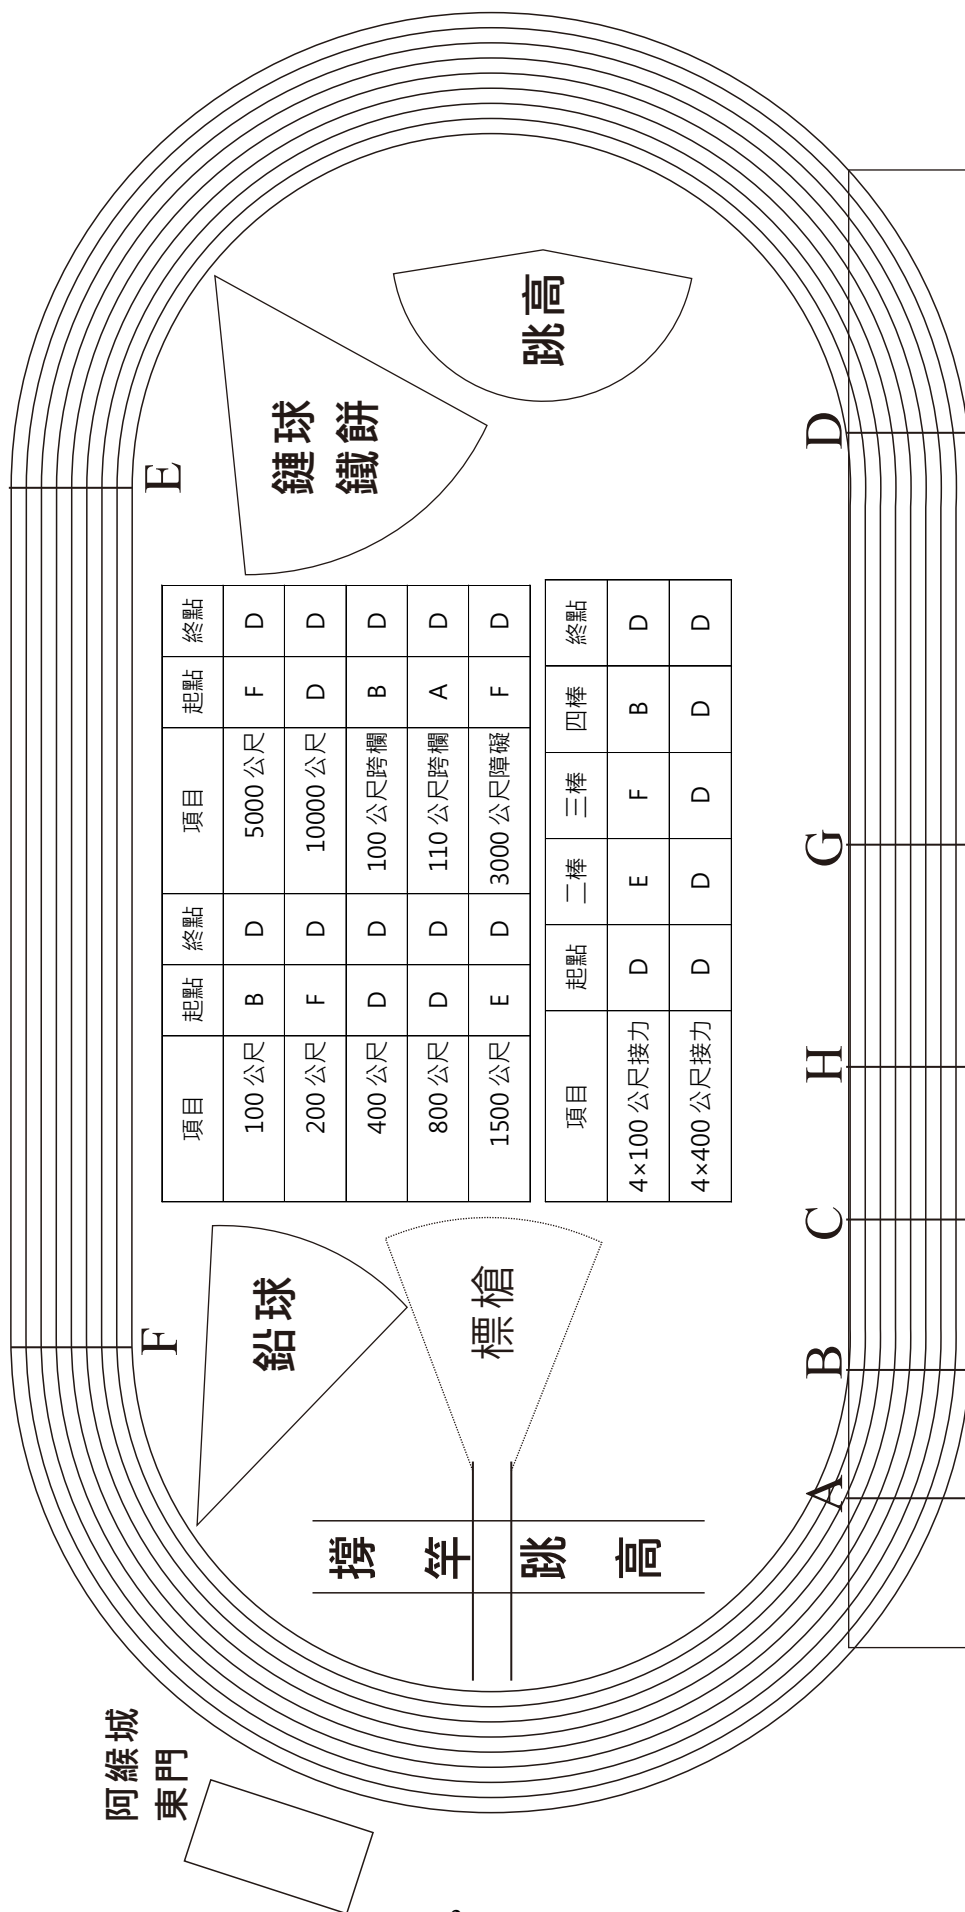 阿緱城
東門
F
E
鉛球
鏈球
鐵餅
項目 起點 終點 項目 起點 終點
100 公尺 B D 5000 公尺 F D
200 公尺 F D 10000 公尺 D D
400 公尺 D D 100 公尺跨欄 B D
800 公尺 D D 110 公尺跨欄 A D
1500 公尺 E D 3000 公尺障礙 F D
撐竿跳高
標槍
跳高
項目 起點 二棒 三棒 四棒 終點
4×100 公尺接力 D E F B D
4×400 公尺接力 D D D D D
A B C H G D